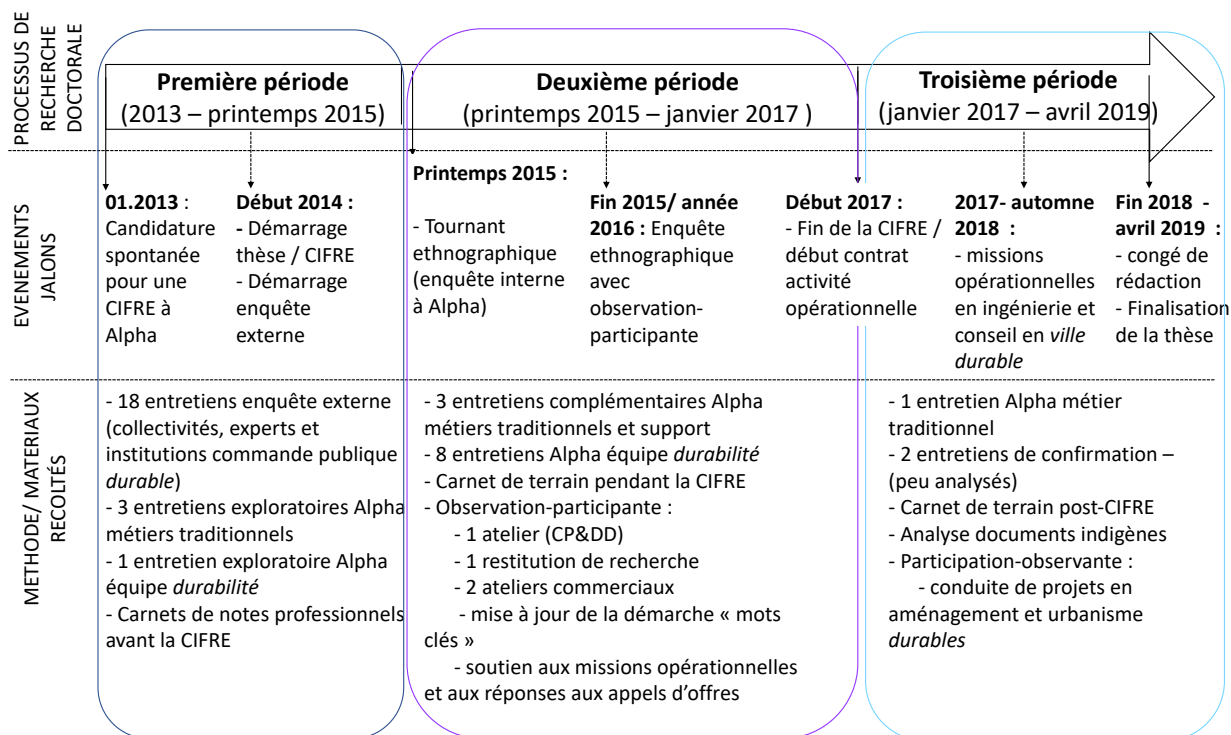 PROCESSUS DE
RECHERCHE
DOCTORALE
Première période
(2013 – printemps 2015)
Deuxième période
(printemps 2015 – janvier 2017 )
Troisième période
(janvier 2017 – avril 2019)
EVENEMENTS
JALONS
01.2013 :
Candidature
spontanée
pour une
CIFRE à
Alpha
Début 2014 :
- Démarrage
thèse / CIFRE
- Démarrage
enquête
externe
Printemps 2015 :
- Tournant
ethnographique
(enquête interne
à Alpha)
Fin 2015/ année
2016 : Enquête
ethnographique
avec
observation-
participante
Début 2017 :
- Fin de la CIFRE /
début contrat
activité
opérationnelle
2017- automne
2018 :
- missions
opérationnelles
en ingénierie et
conseil en ville
durable
Fin 2018 -
avril 2019 :
- congé de
rédaction
- Finalisation
de la thèse
METHODE/ MATERIAUX
RECOLTÉS
- 18 entretiens enquête externe
(collectivités, experts et
institutions commande publique
durable)
- 3 entretiens exploratoires Alpha
métiers traditionnels
- 1 entretien exploratoire Alpha
équipe durabilité
- Carnets de notes professionnels
avant la CIFRE
- 3 entretiens complémentaires Alpha
métiers traditionnels et support
- 8 entretiens Alpha équipe durabilité
- Carnet de terrain pendant la CIFRE
- Observation-participante :
- 1 atelier (CP&DD)
- 1 restitution de recherche
- 2 ateliers commerciaux
- mise à jour de la démarche « mots
clés »
- soutien aux missions opérationnelles
et aux réponses aux appels d’offres
- 1 entretien Alpha métier
traditionnel
- 2 entretiens de confirmation –
(peu analysés)
- Carnet de terrain post-CIFRE
- Analyse documents indigènes
- Participation-observante :
- conduite de projets en
aménagement et urbanisme
durables